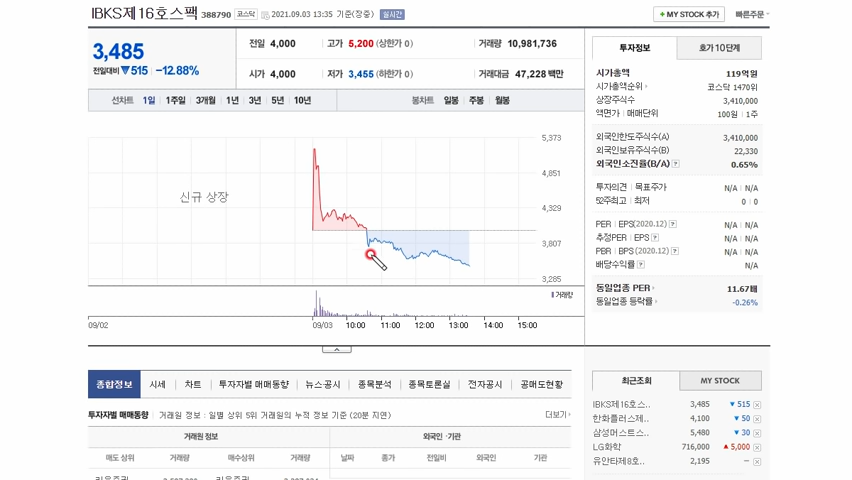 IBKS제16호스팩 388790 코스닥 2021.09.03 13:35 기준(장중) 실시간
+ MY STOCK 추가 빠른주문
3,485
전일대비 ▼515 -12.88%
전일 4,000 고가 5,200 (상한가 0) 거래량 10,981,736
시가 4,000 저가 3,455 (하한가 0) 거래대금 47,228 백만
선차트 1일 1주일 3개월 1년 3년 5년 10년 봉차트 일봉 주봉 월봉
신규 상장
5,373
4,851
4,329
3,807
3,285
거래량
09/02 09/03 10:00 11:00 12:00 13:00 14:00 15:00
투자정보 호가 10단계
시가총액 119억원
시가총액순위 코스닥 1470위
상장주식수 3,410,000
액면가 매매단위 100원 1주
외국인한도주식수(A) 3,410,000
외국인보유주식수(B) 22,330
외국인소진율(B/A) ? 0.65%
투자의견 목표주가 N/A N/A
52주최고 최저 0 0
PER EPS(2020.12) ? N/A N/A
추정PER EPS ? N/A N/A
PBR BPS (2020.12) ? N/A N/A
배당수익률 ? N/A
동일업종 PER 11.67배
동일업종 등락률 -0.26%
종합정보 시세 차트 투자자별 매매동향 뉴스·공시 종목분석 종목토론실 전자공시 공매도현황
투자자별 매매동향 거래원 정보 : 일별 상위 5위 거래원의 누적 정보 기준 (20분 지연) 더보기
거래원 정보 외국인·기관
매도 상위 거래량 매수상위 거래량 날짜 종가 전일비 외국인 기관
최근조회 MY STOCK
IBKS제16호스.. 3,485 ▼ 515
한화플러스제.. 4,100 ▼ 50
삼성머스트스.. 5,480 ▼ 30
LG화학 716,000 ▲ 5,000
유안타제8호.. 2,195 –